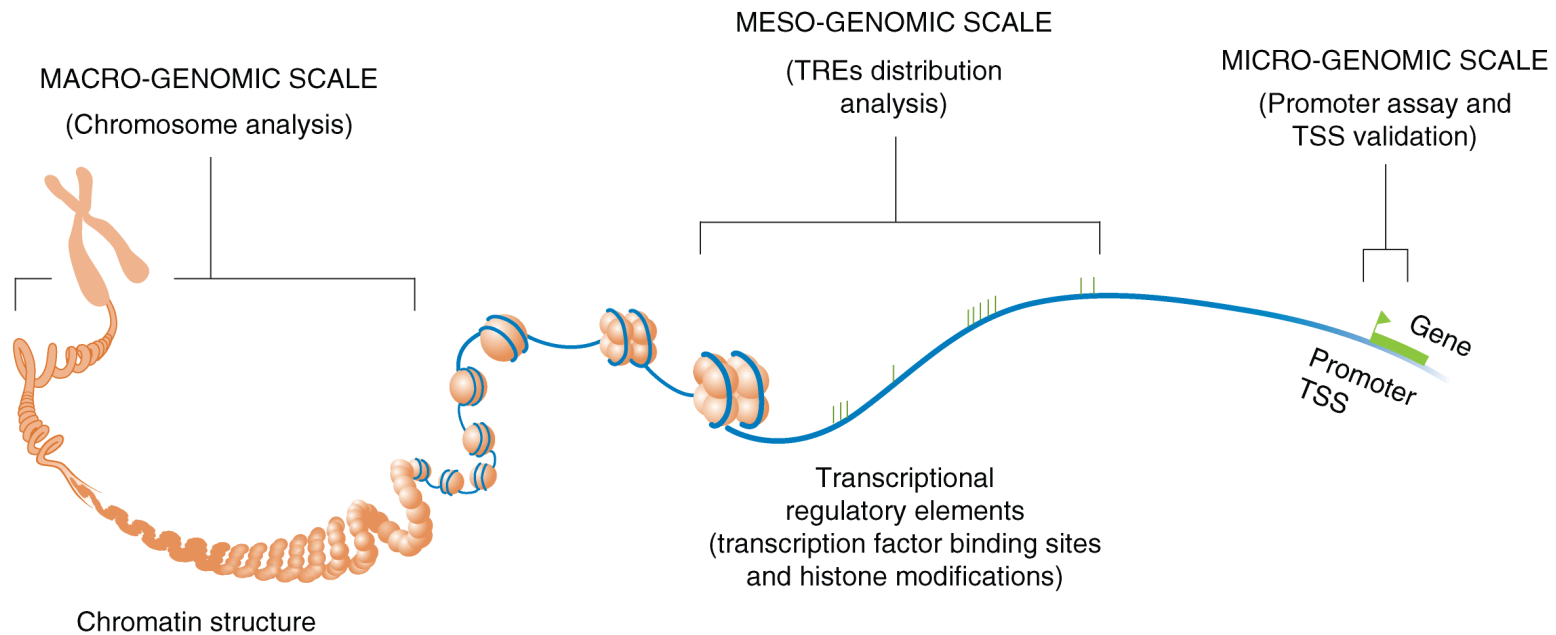 MACRO-GENOMIC SCALE
(Chromosome analysis)
MESO-GENOMIC SCALE
(TREs distribution
analysis)
MICRO-GENOMIC SCALE
(Promoter assay and
TSS validation)
Gene
Promoter
TSS
Transcriptional
regulatory elements
(transcription factor binding sites
and histone modifications)
Chromatin structure